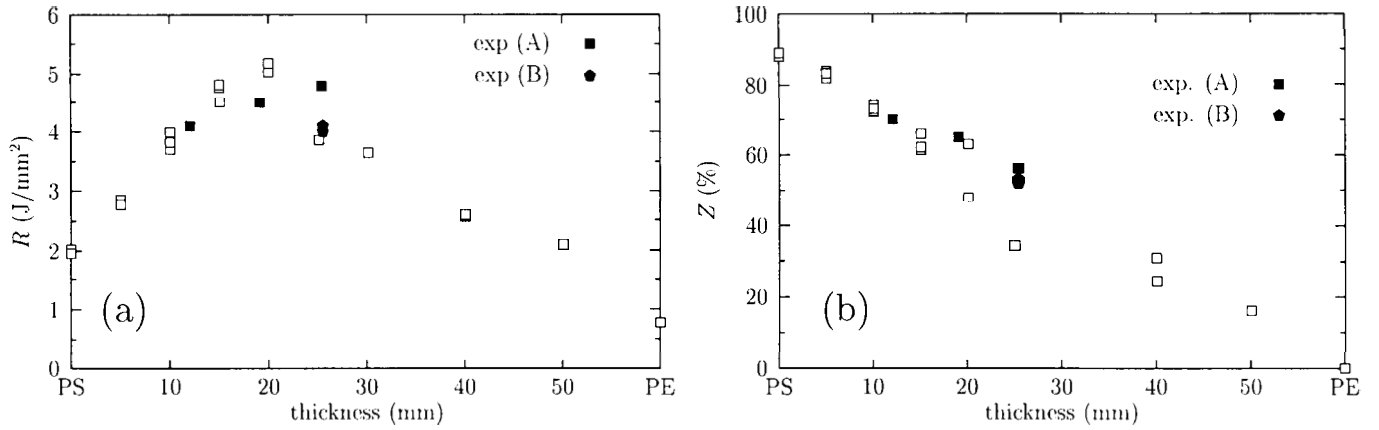 6
5
4
3
2
1
0
R (J/mm²)
exp (A)
exp (B)
(a)
PS 10 20 30 40 50 PE
thickness (mm)
100
80
60
40
20
0
Z (%)
exp. (A)
exp. (B)
(b)
PS 10 20 30 40 50 PE
thickness (mm)